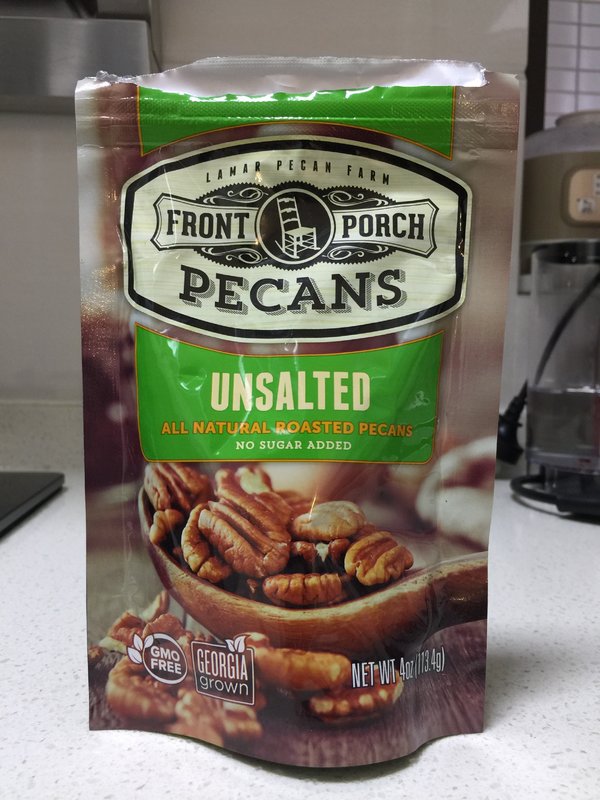 LAMAR PECAN FARM
FRONT PORCH
PECANS
UNSALTED
ALL NATURAL ROASTED PECANS
NO SUGAR ADDED
GMO
FREE
GEORGIA
grown
NET WT 4oz (113.4g)